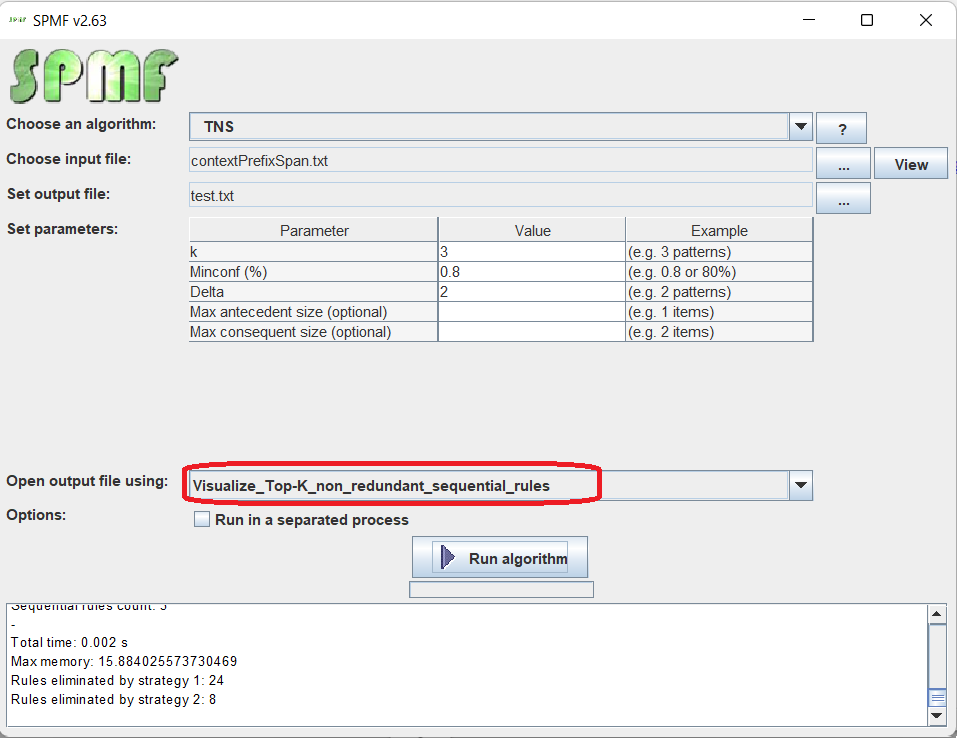 SPMF SPMF v2.63
SPMF
Choose an algorithm: TNS ?
Choose input file: contextPrefixSpan.txt ... View
Set output file: test.txt ...
Set parameters: Parameter Value Example
k 3 (e.g. 3 patterns)
Minconf (%) 0.8 (e.g. 0.8 or 80%)
Delta 2 (e.g. 2 patterns)
Max antecedent size (optional) (e.g. 1 items)
Max consequent size (optional) (e.g. 2 items)
Open output file using: Visualize_Top-K_non_redundant_sequential_rules
Options: Run in a separated process
Run algorithm
Sequential rules count:
-
Total time: 0.002 s
Max memory: 15.884025573730469
Rules eliminated by strategy 1: 24
Rules eliminated by strategy 2: 8